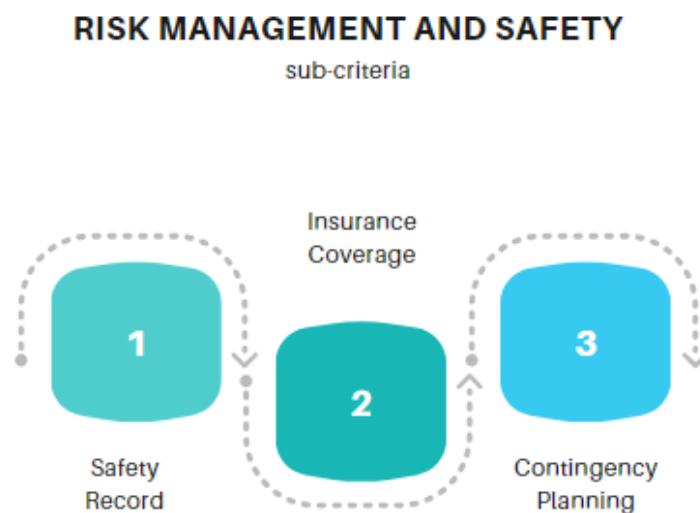 RISK MANAGEMENT AND SAFETY
sub-criteria
1
Safety
Record
Insurance
Coverage
2
3
Contingency
Planning